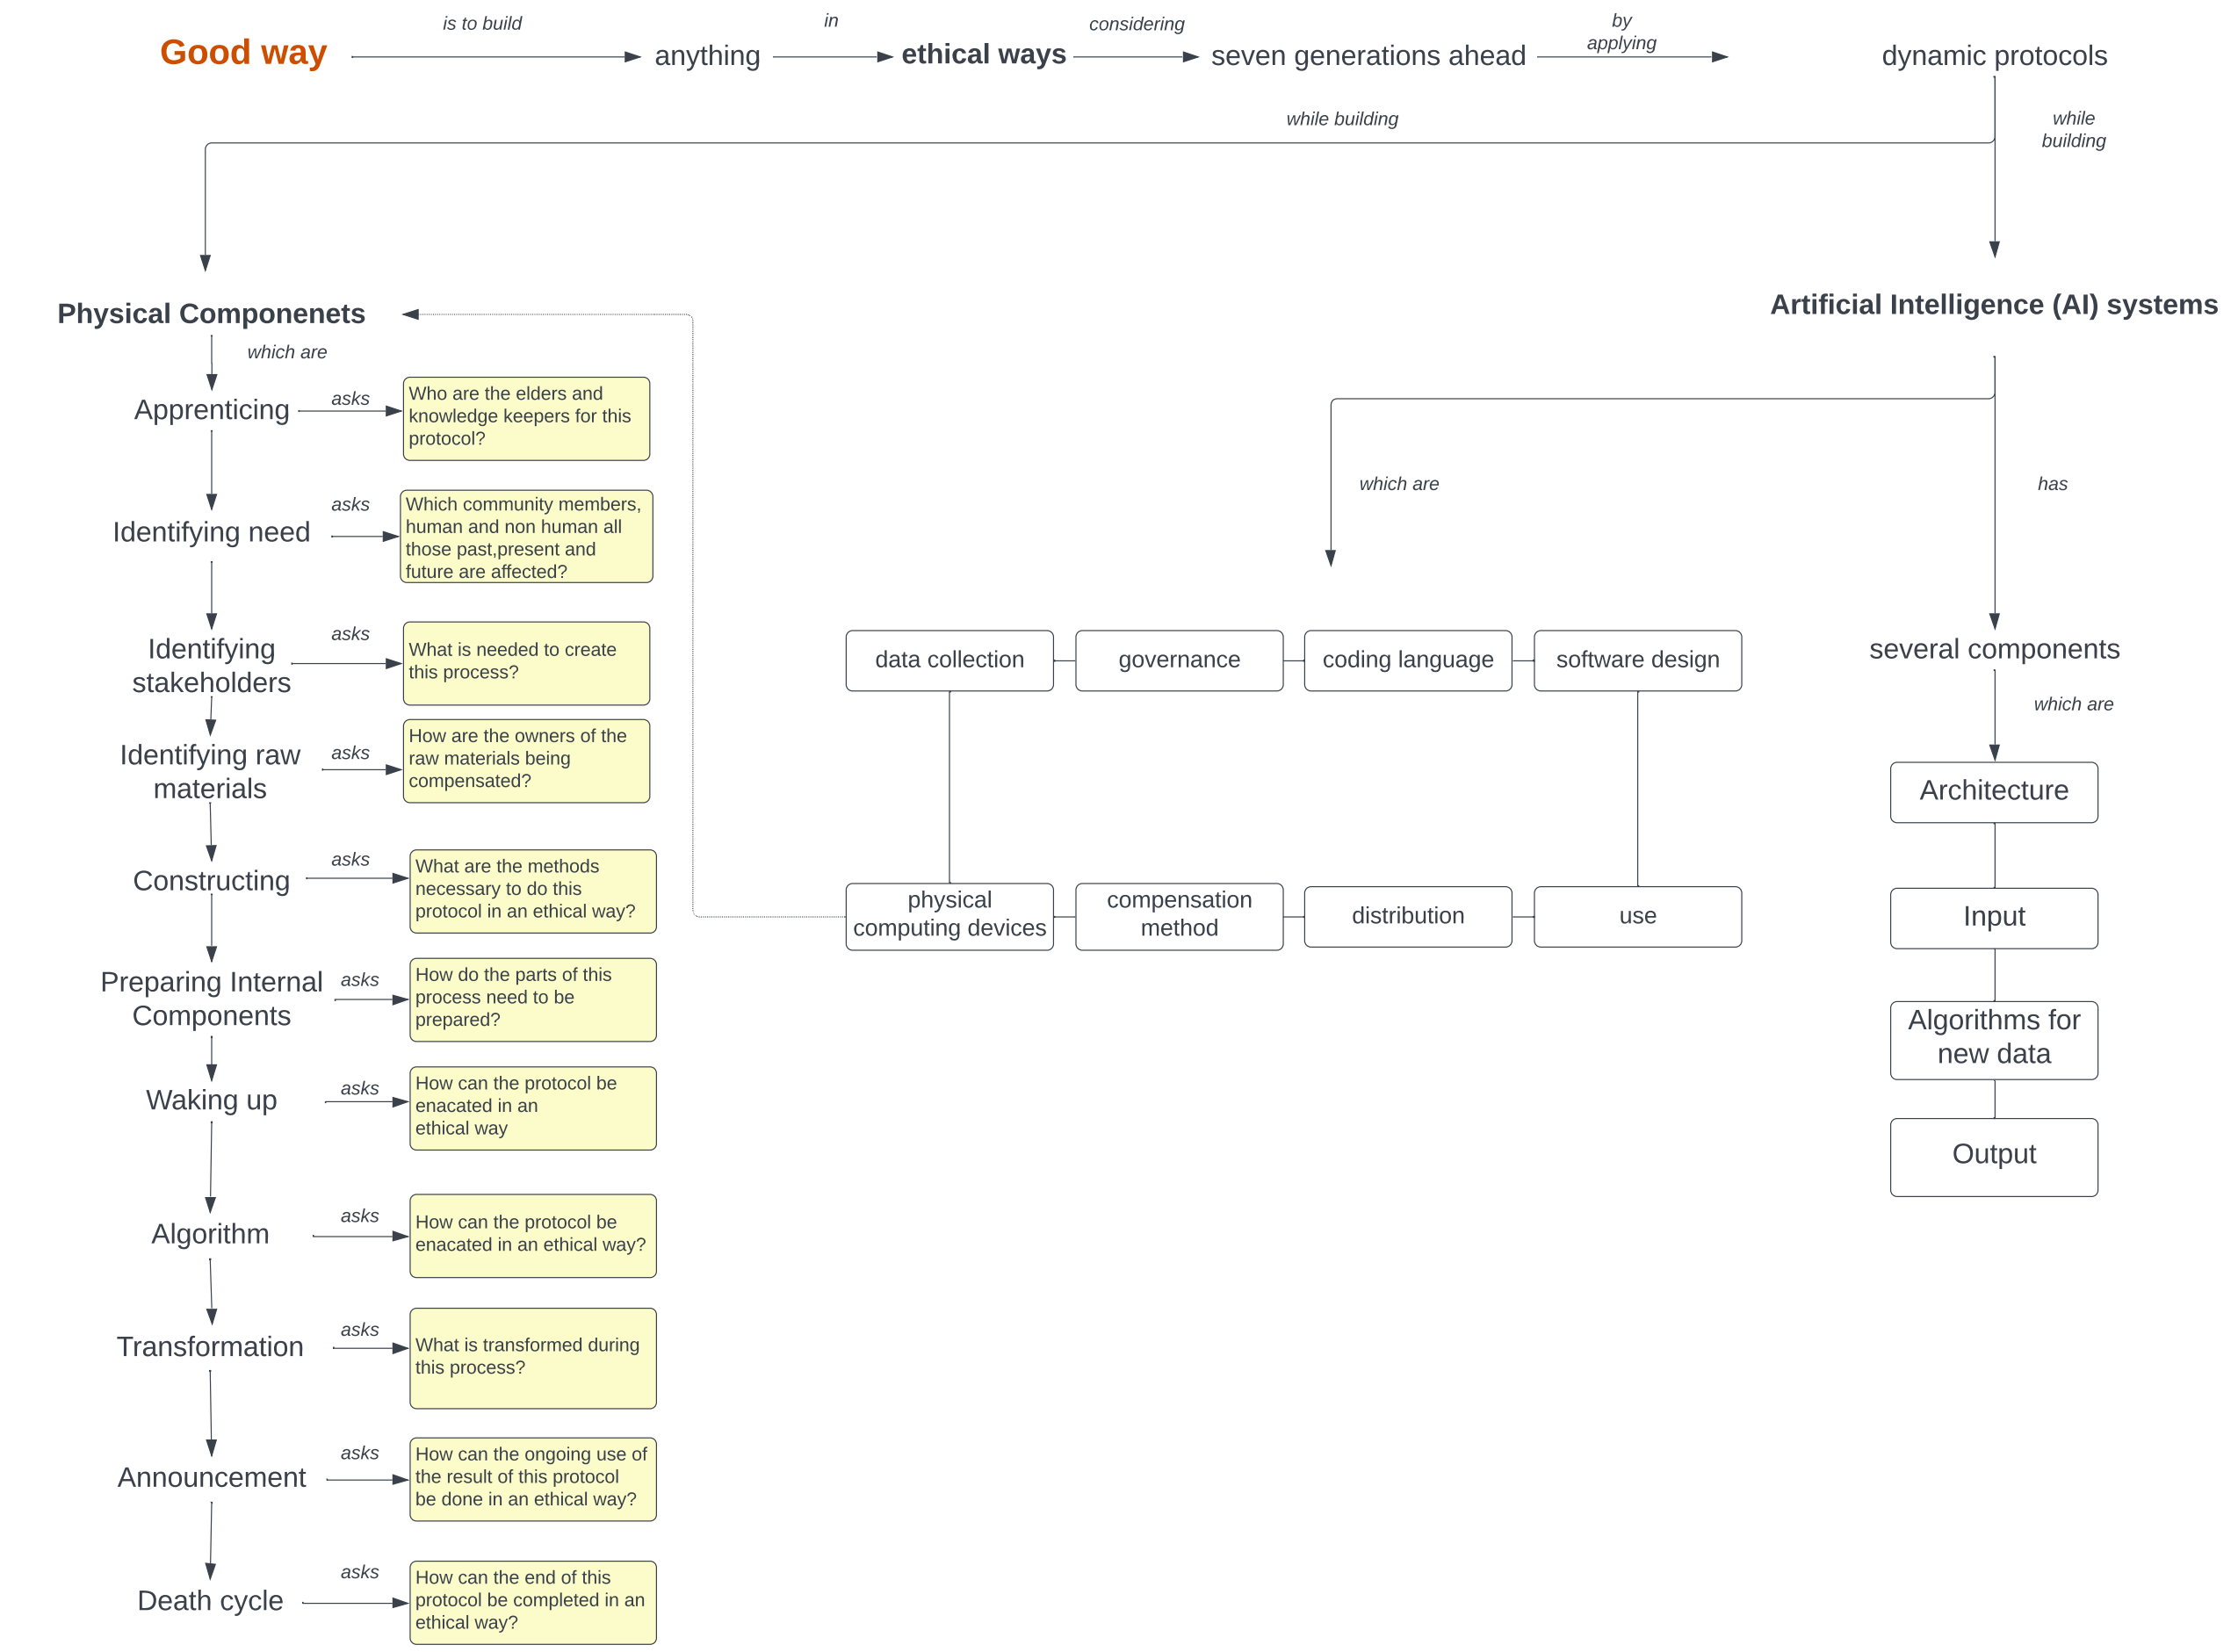 is to build
in
considering
by
applying
Good way
anything
ethical ways
seven generations ahead
dynamic protocols
while building
while
building
Physical Componenets
Artificial Intelligence (AI) systems
which are
Apprenticing
asks
Who are the elders and
knowledge keepers for this
protocol?
Identifying need
asks
Which community members,
human and non human all
those past,present and
future are affected?
Identifying
stakeholders
asks
What is needed to create
this process?
Identifying raw
materials
asks
How are the owners of the
raw materials being
compensated?
Constructing
asks
What are the methods
necessary to do this
protocol in an ethical way?
Preparing Internal
Components
asks
How do the parts of this
process need to be
prepared?
Waking up
asks
How can the protocol be
enacated in an
ethical way
Algorithm
asks
How can the protocol be
enacated in an ethical way?
Transformation
asks
What is transformed during
this process?
Announcement
asks
How can the ongoing use of
the result of this protocol
be done in an ethical way?
Death cycle
asks
How can the end of this
protocol be completed in an
ethical way?
which are
data collection
governance
coding language
software design
physical
computing devices
compensation
method
distribution
use
has
several components
which are
Architecture
Input
Algorithms for
new data
Output